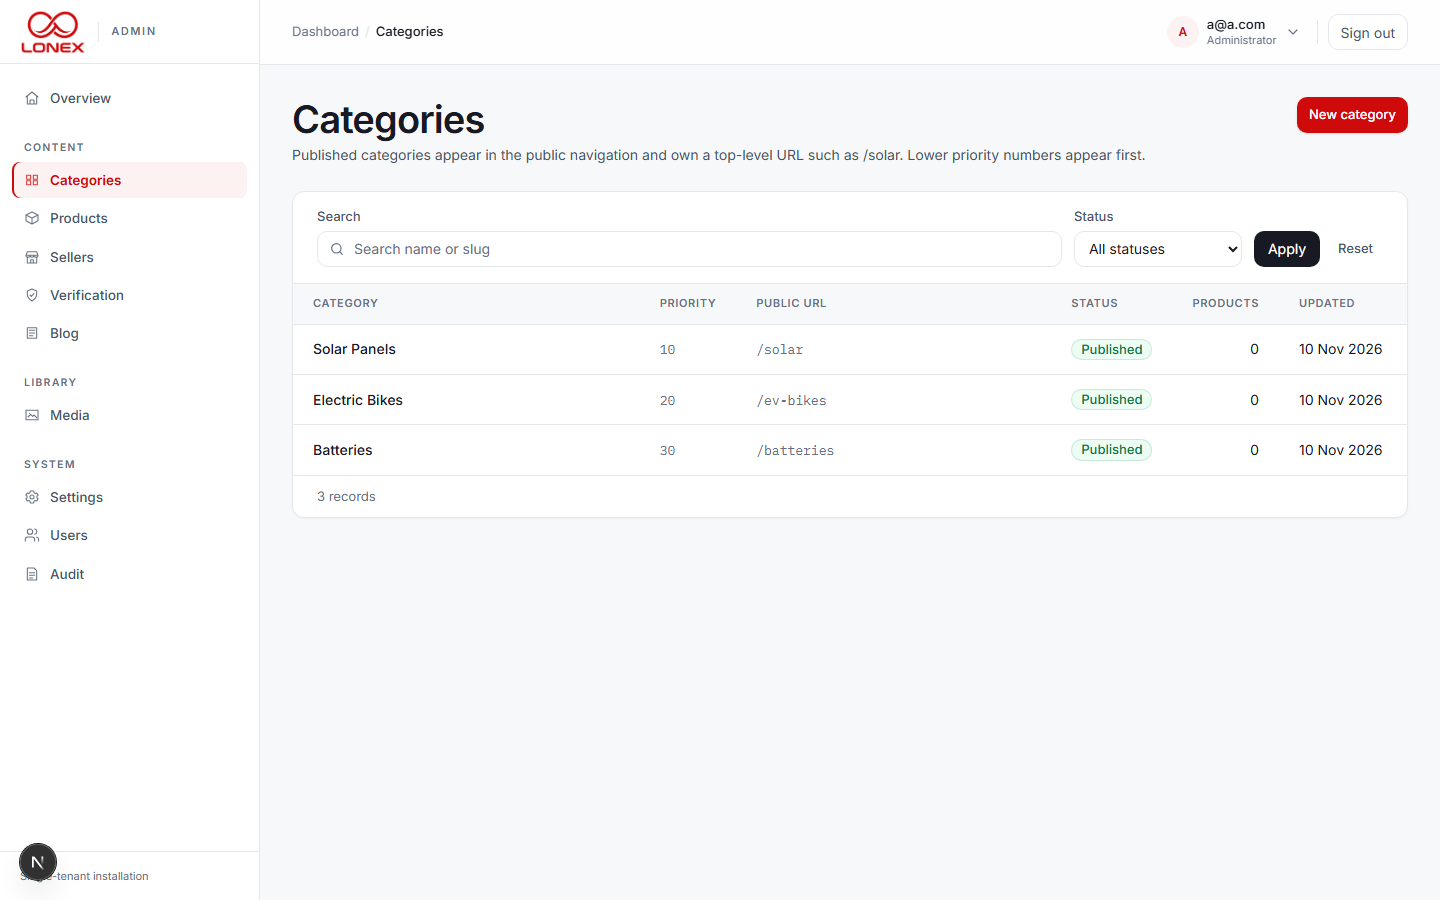 LONEX
ADMIN
Dashboard / Categories
A
a@a.com
Administrator
Sign out
Overview
CONTENT
Categories
Products
Sellers
Verification
Blog
LIBRARY
Media
SYSTEM
Settings
Users
Audit
N
-tenant installation
Categories
New category
Published categories appear in the public navigation and own a top-level URL such as /solar. Lower priority numbers appear first.
Search
Status
Search name or slug
All statuses
Apply
Reset
CATEGORY PRIORITY PUBLIC URL STATUS PRODUCTS UPDATED
Solar Panels 10 /solar Published 0 10 Nov 2026
Electric Bikes 20 /ev-bikes Published 0 10 Nov 2026
Batteries 30 /batteries Published 0 10 Nov 2026
3 records